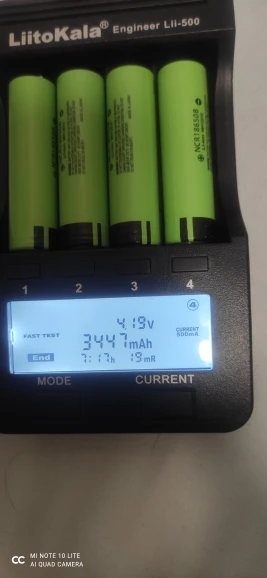 LiitoKala® Engineer Lii-500
NCR18650B
1 2 3 4
4
4.19v
FAST TEST
CURRENT
500mA
3447mAh
End
7:17h 19mR
MODE CURRENT
MI NOTE 10 LITE
AI QUAD CAMERA